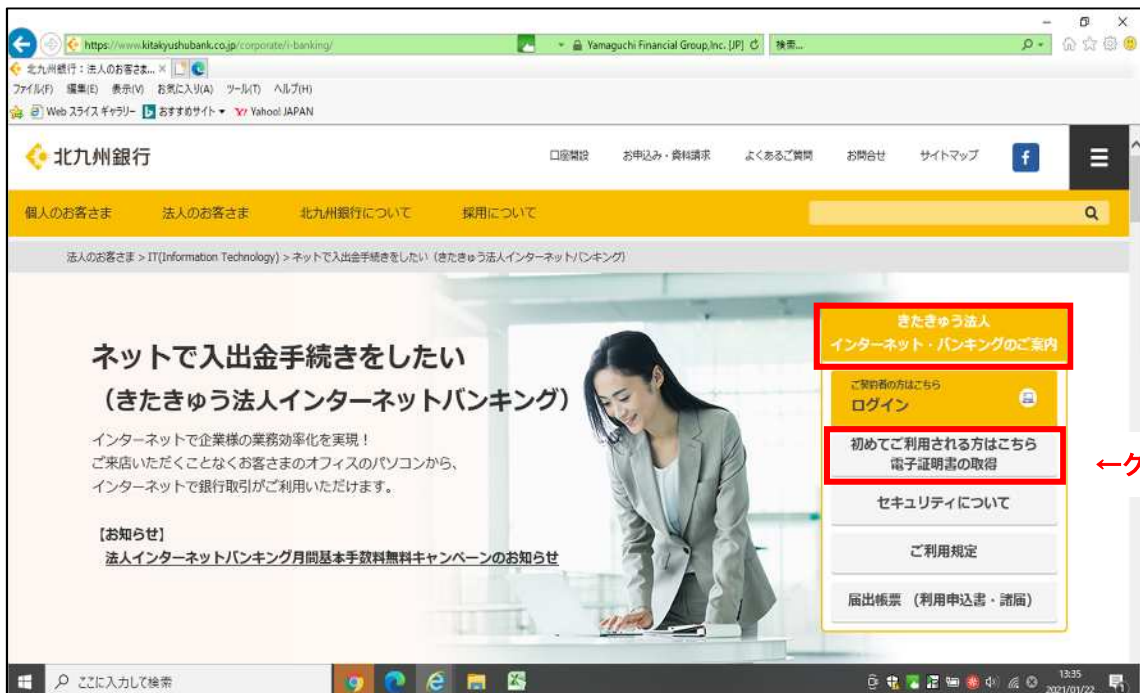 https://www.kitakyushubank.co.jp/corporate/i-banking/
Yamaguchi Financial Group,Inc. [JP]
検索...
北九州銀行：法人のお客さま...
ファイル(F) 編集(E) 表示(V) お気に入り(A) ツール(T) ヘルプ(H)
Web スライス ギャラリー おすすめサイト Yahoo! JAPAN
北九州銀行
口座開設 お申込み・資料請求 よくあるご質問 お問合せ サイトマップ
個人のお客さま 法人のお客さま 北九州銀行について 採用について
法人のお客さま > IT(Information Technology) > ネットで入出金手続きをしたい（きたきゅう法人インターネットバンキング）
ネットで入出金手続きをしたい
（きたきゅう法人インターネットバンキング）
インターネットで企業様の業務効率化を実現！
ご来店いただくことなくお客さまのオフィスのパソコンから、
インターネットで銀行取引がご利用いただけます。
【お知らせ】
法人インターネットバンキング月間基本手数料無料キャンペーンのお知らせ
きたきゅう法人
インターネット・バンキングのご案内
ご契約者の方はこちら
ログイン
初めてご利用される方はこちら
電子証明書の取得
←ク
セキュリティについて
ご利用規定
届出帳票 （利用申込書・諸届）
ここに入力して検索
13:35
2021/01/22